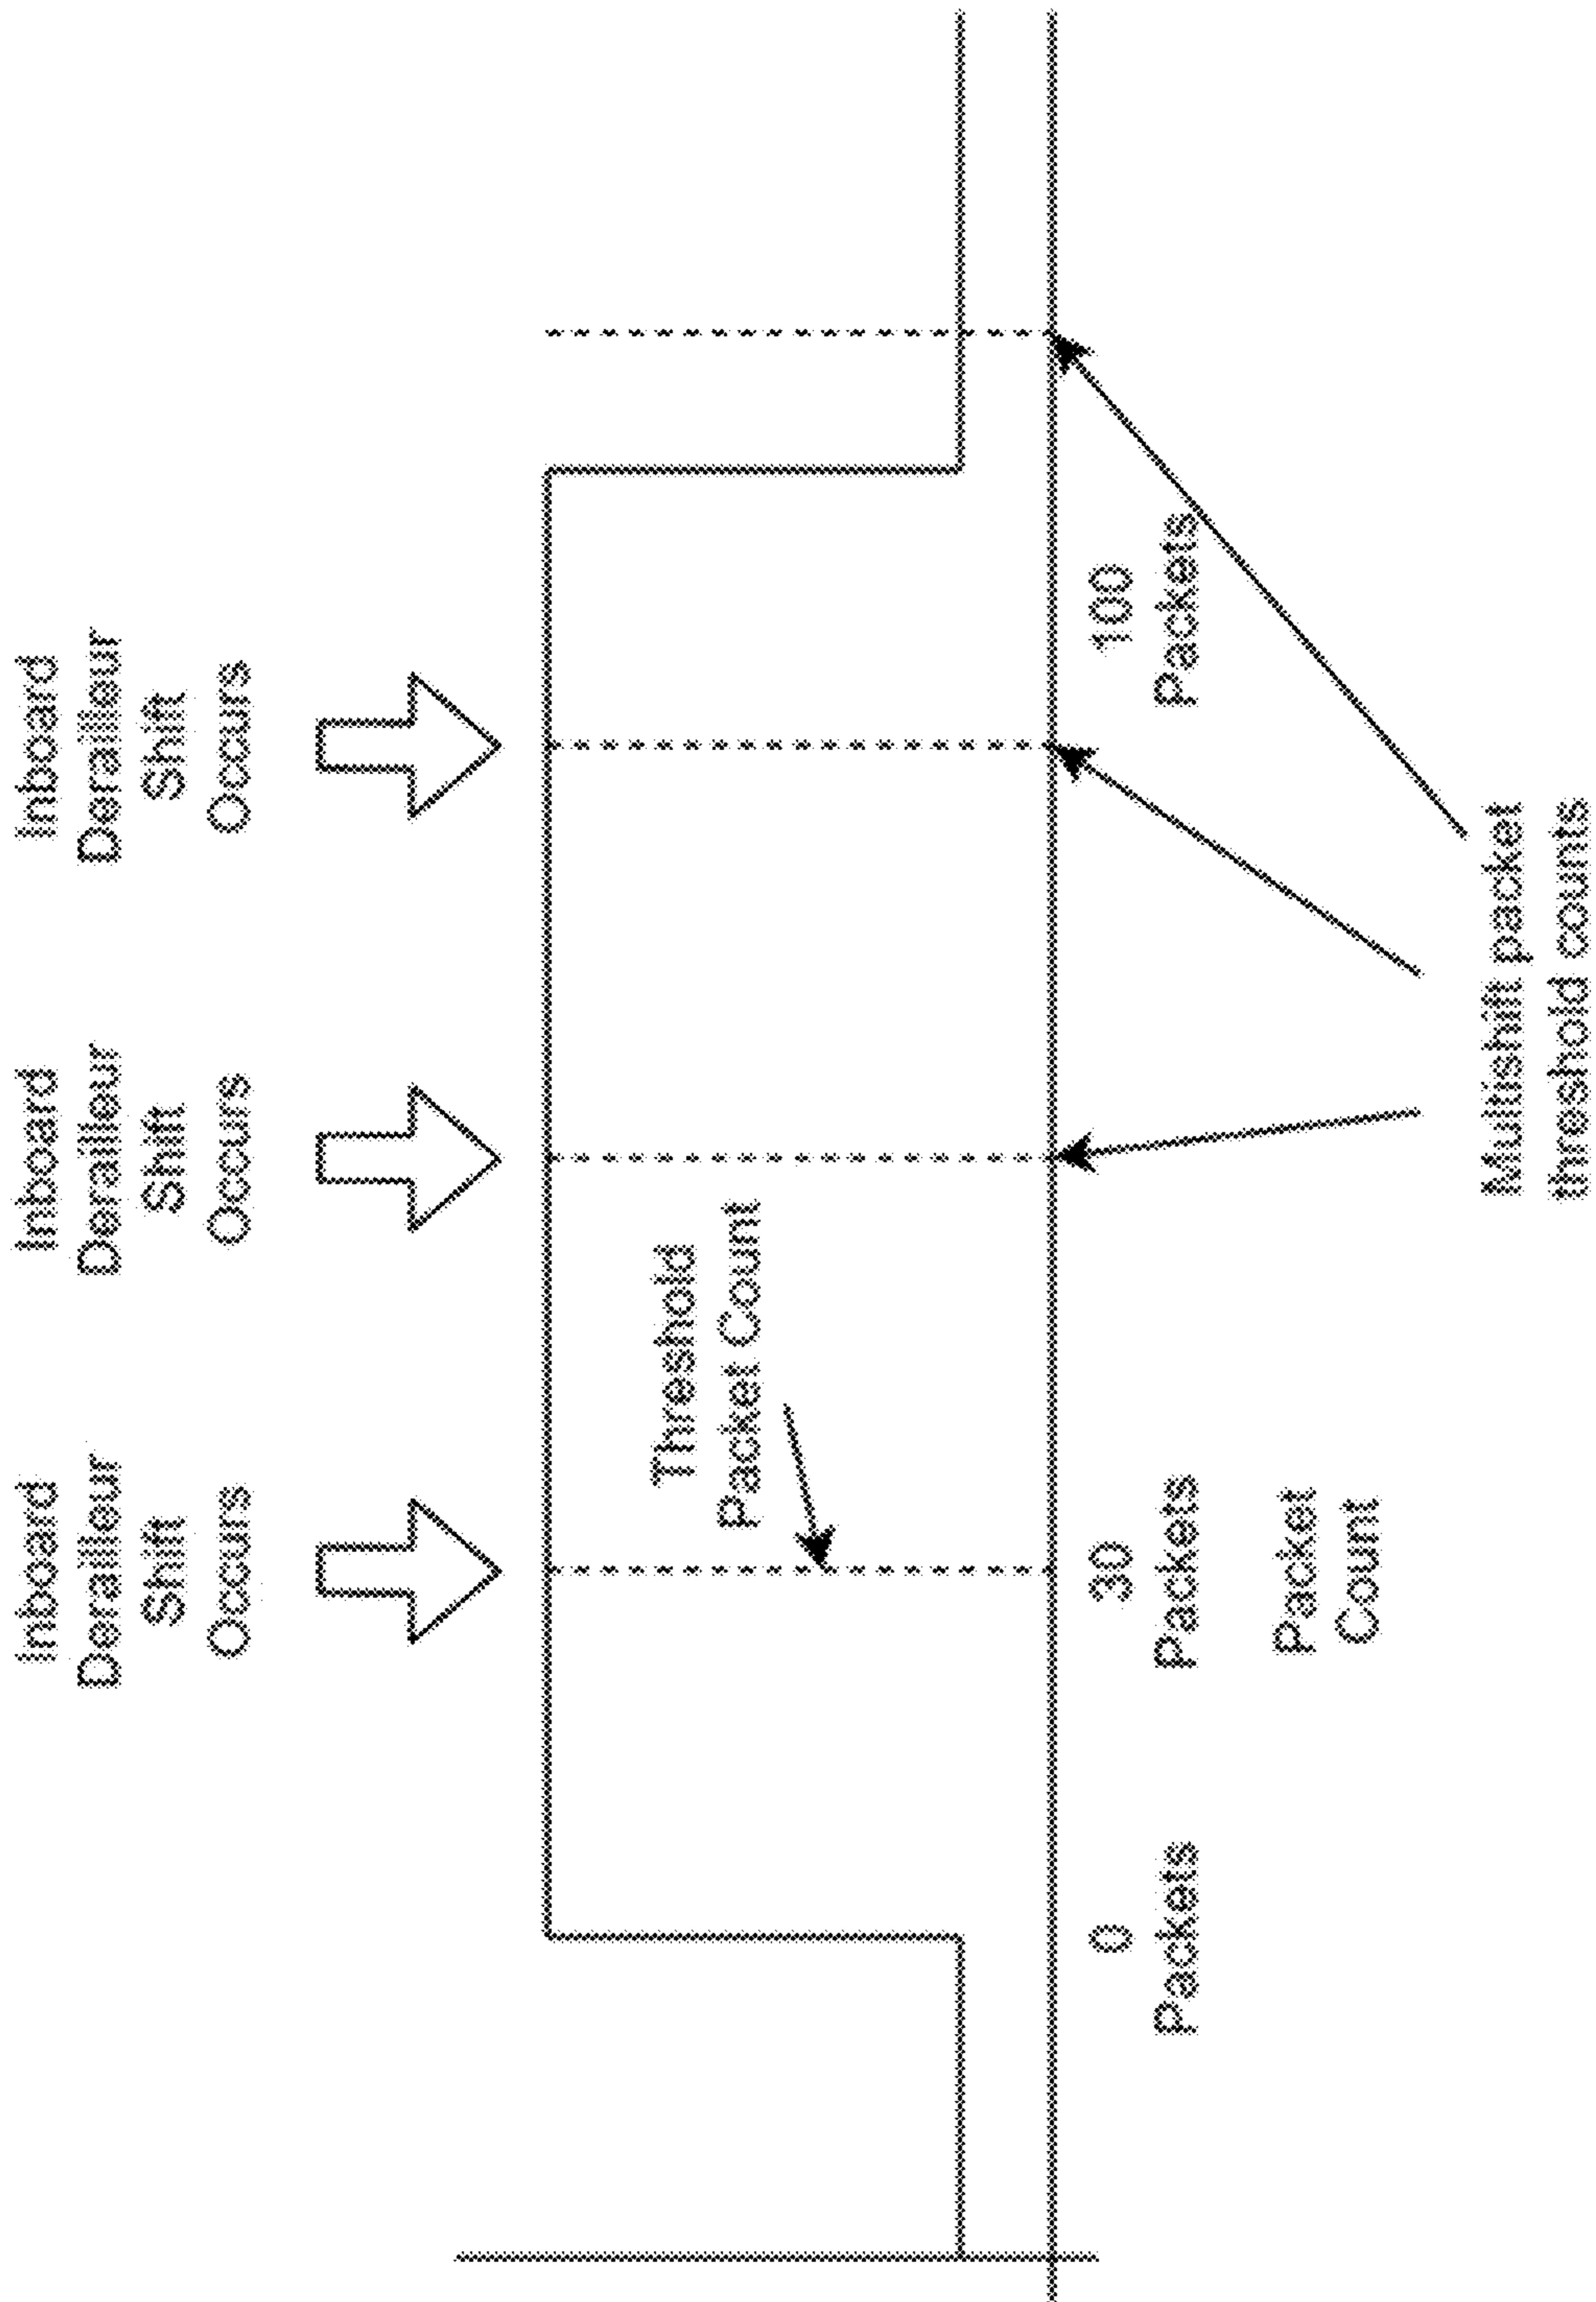 Inboard
Derailleur
Shift
Occurs
Inboard
Derailleur
Shift
Occurs
Inboard
Derailleur
Shift
Occurs
Threshold
Packet Count
0
Packets
30
Packets
100
Packets
Packet
Count
Multishift packet
threshold counts